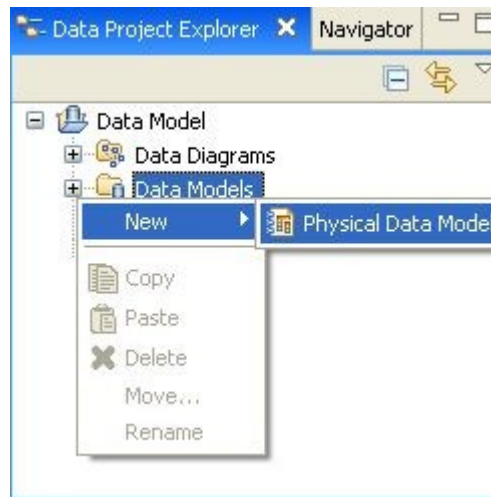 Data Project Explorer Navigator
Data Model
Data Diagrams
Data Models
New Physical Data Mode
Copy
Paste
Delete
Move...
Rename